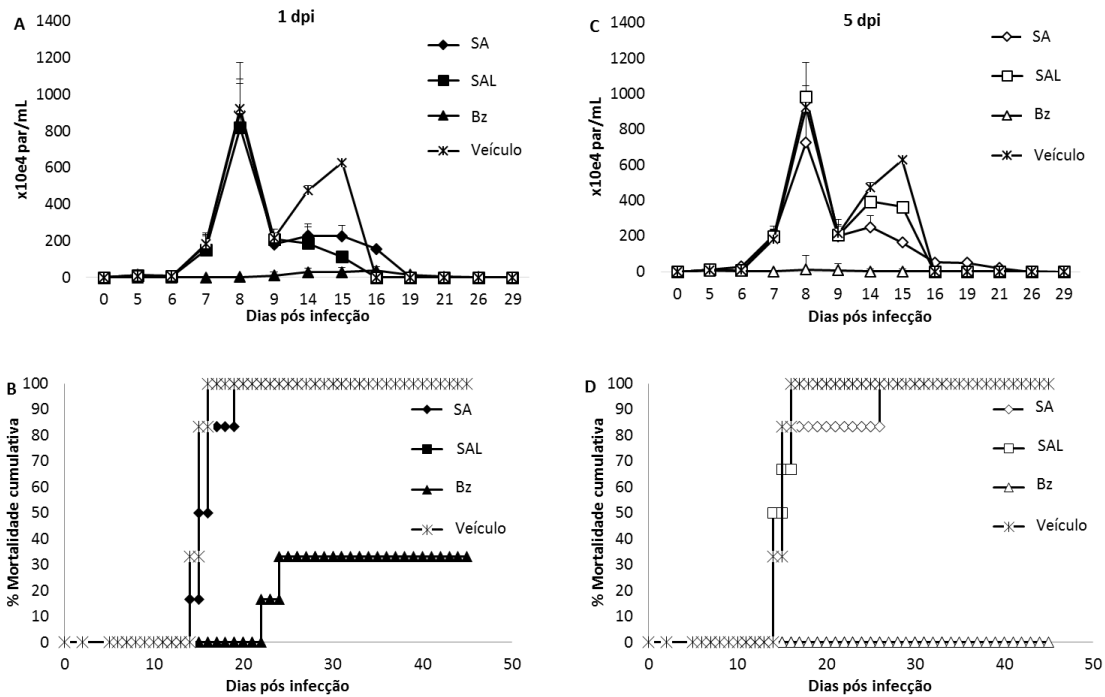 A
1 dpi
x10e4 par/mL
1400
1200
1000
800
600
400
200
0
0 5 6 7 8 9 14 15 16 19 21 26 29
Dias pós infecção
SA
SAL
Bz
Veículo
C
5 dpi
x10e4 par/mL
1400
1200
1000
800
600
400
200
0
0 5 6 7 8 9 14 15 16 19 21 26 29
Dias pós infecção
SA
SAL
Bz
Veículo
B
% Mortalidade cumulativa
100
90
80
70
60
50
40
30
20
10
0
0 10 20 30 40 50
Dias pós infecção
SA
SAL
Bz
Veículo
D
% Mortalidade cumulativa
100
90
80
70
60
50
40
30
20
10
0
0 10 20 30 40 50
Dias pós infecção
SA
SAL
Bz
Veículo